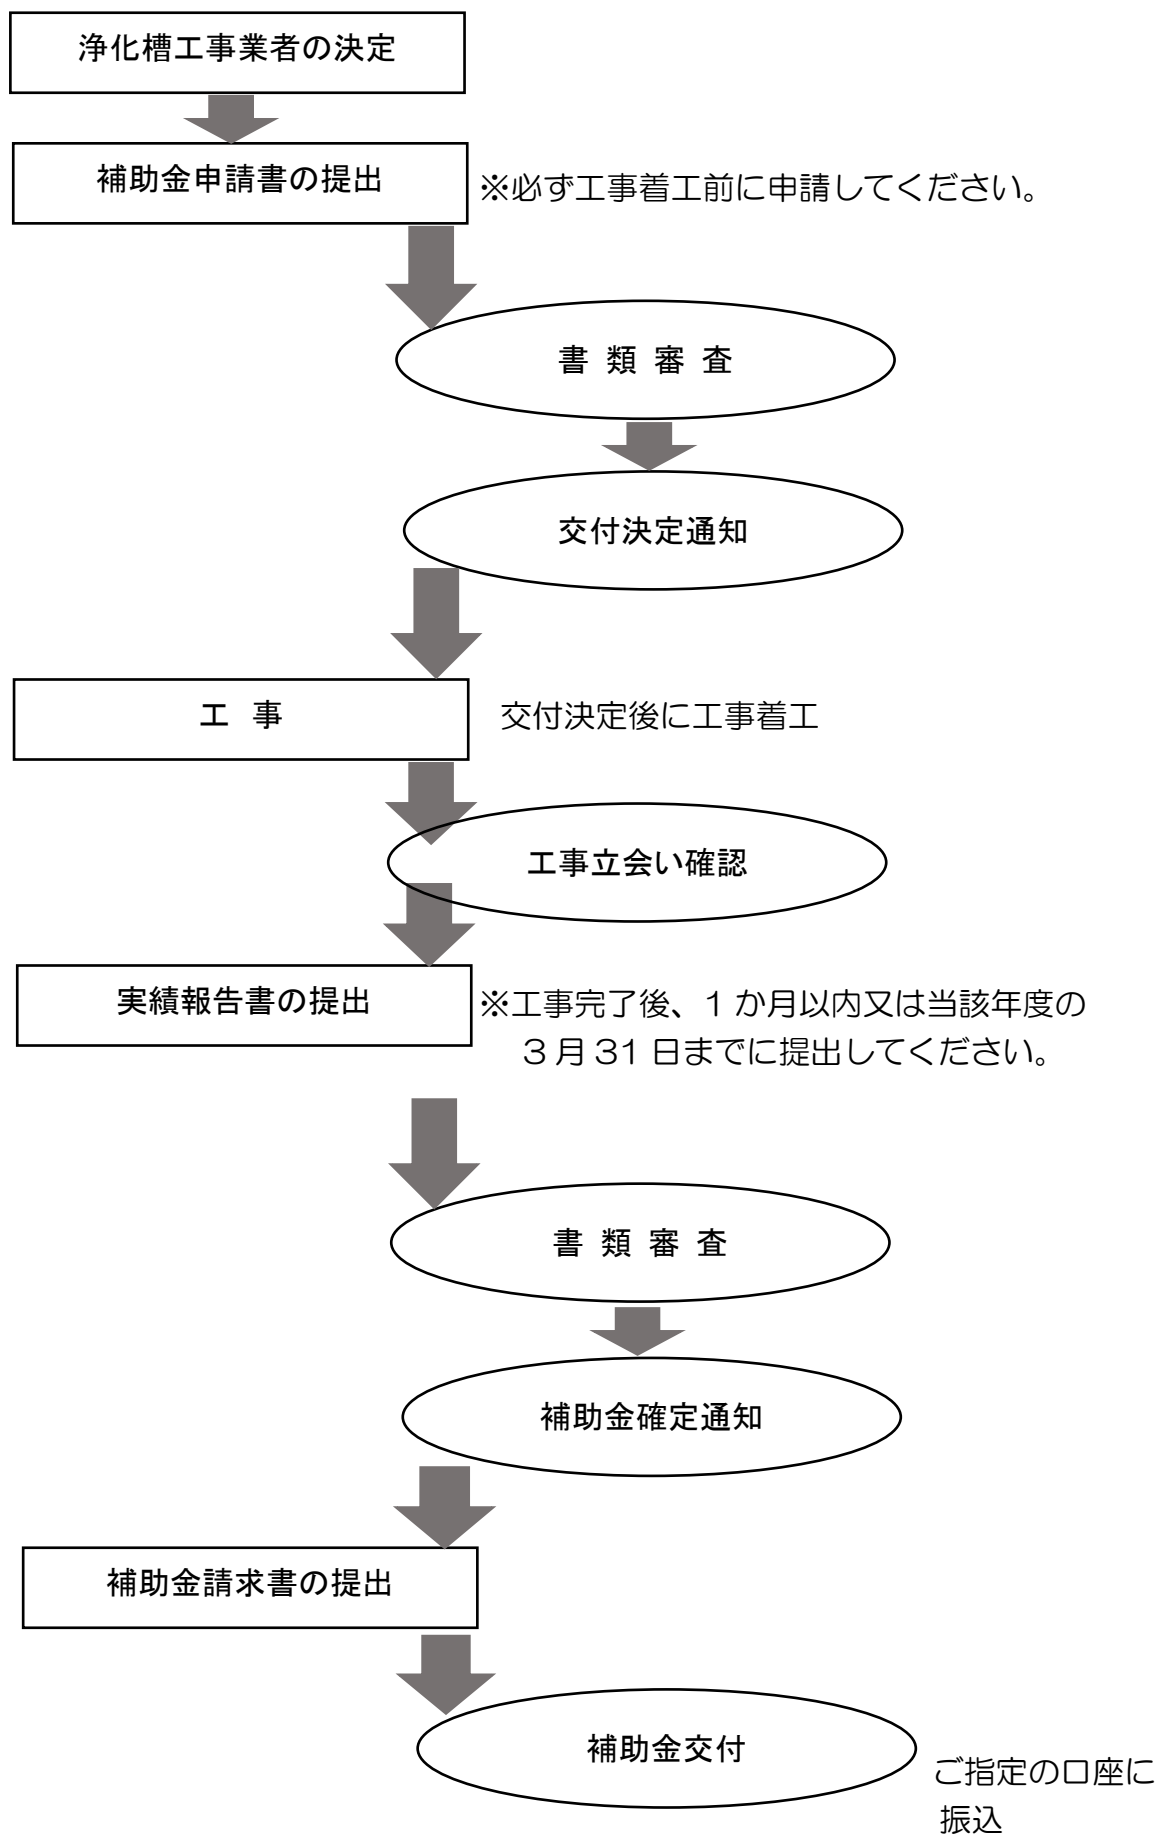 浄化槽工事業者の決定
補助金申請書の提出
※必ず工事着工前に申請してください。
書 類 審 査
交付決定通知
工 事
交付決定後に工事着工
工事立会い確認
実績報告書の提出
※工事完了後、1か月以内又は当該年度の
3月31日までに提出してください。
書 類 審 査
補助金確定通知
補助金請求書の提出
補助金交付
ご指定の口座に
振込